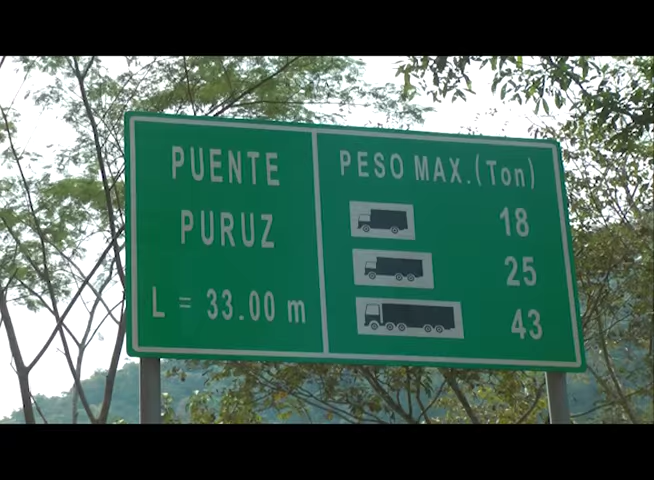 PUENTE
PURUZ
L = 33.00 m
PESO MAX.(Ton)
18
25
43